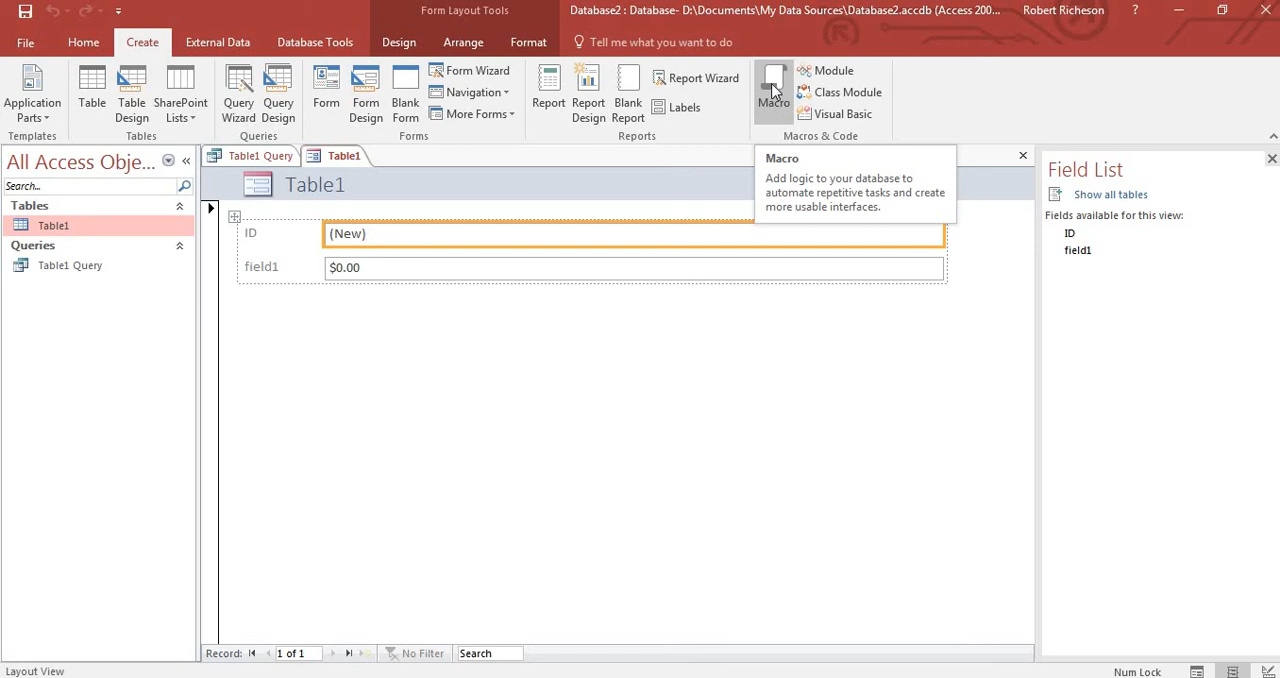 Form Layout Tools
Database2 : Database- D:\Documents\My Data Sources\Database2.accdb (Access 200...
Robert Richeson
?
File
Home
Create
External Data
Database Tools
Design
Arrange
Format
Tell me what you want to do
Application
Parts
Templates
Table
Table
Design
SharePoint
Lists
Tables
Query
Wizard
Query
Design
Queries
Form
Form
Design
Blank
Form
Form Wizard
Navigation
More Forms
Forms
Report
Report
Design
Blank
Report
Report Wizard
Labels
Reports
Macro
Module
Class Module
Visual Basic
Macros & Code
Macro
Add logic to your database to
automate repetitive tasks and create
more usable interfaces.
All Access Obje...
Search...
Tables
Table1
Queries
Table1 Query
Table1 Query
Table1
Table1
ID
(New)
field1
$0.00
Field List
Show all tables
Fields available for this view:
ID
field1
Record:
1 of 1
No Filter
Search
Layout View
Num Lock